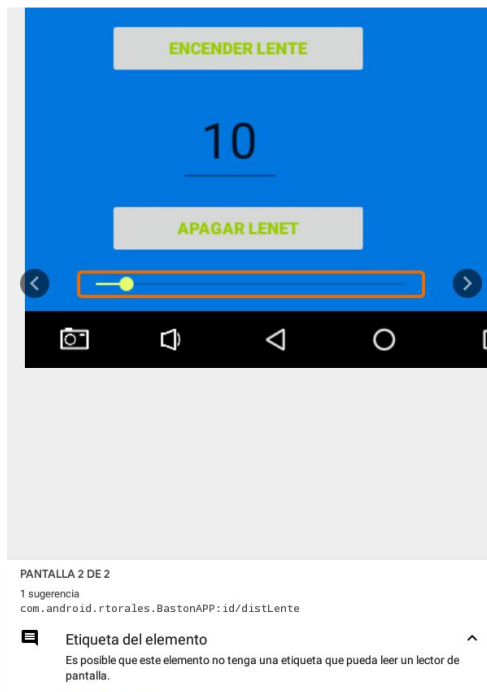 ENCENDER LENTE
10
APAGAR LENET
PANTALLA 2 DE 2
1 sugerencia
com.android.rtorales.BastonAPP:id/distLente
Etiqueta del elemento
Es posible que este elemento no tenga una etiqueta que pueda leer un lector de
pantalla.